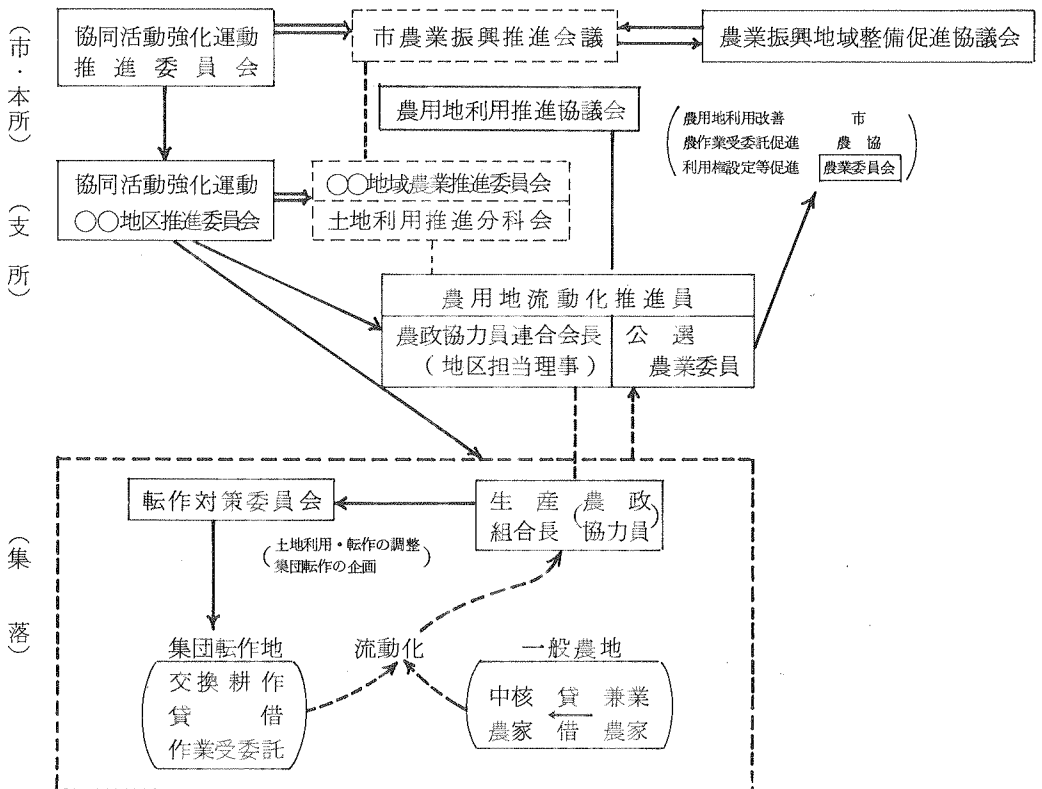 （市・本所）
協同活動強化運動
推進委員会
市農業振興推進会議
農業振興地域整備促進協議会
農用地利用推進協議会
農用地利用改善　市
農作業受委託促進　農協
利用権設定等促進　農業委員会
（支所）
協同活動強化運動
○○地区推進委員会
○○地域農業推進委員会
土地利用推進分科会
農用地流動化推進員
農政協力員連合会長
（地区担当理事）
公選
農業委員
（集落）
転作対策委員会
生産（農政
組合長　協力員）
（土地利用・転作の調整
集団転作の企画）
集団転作地
交換耕作
貸借
作業受委託
流動化
一般農地
中核　貸　兼業
農家　借　農家